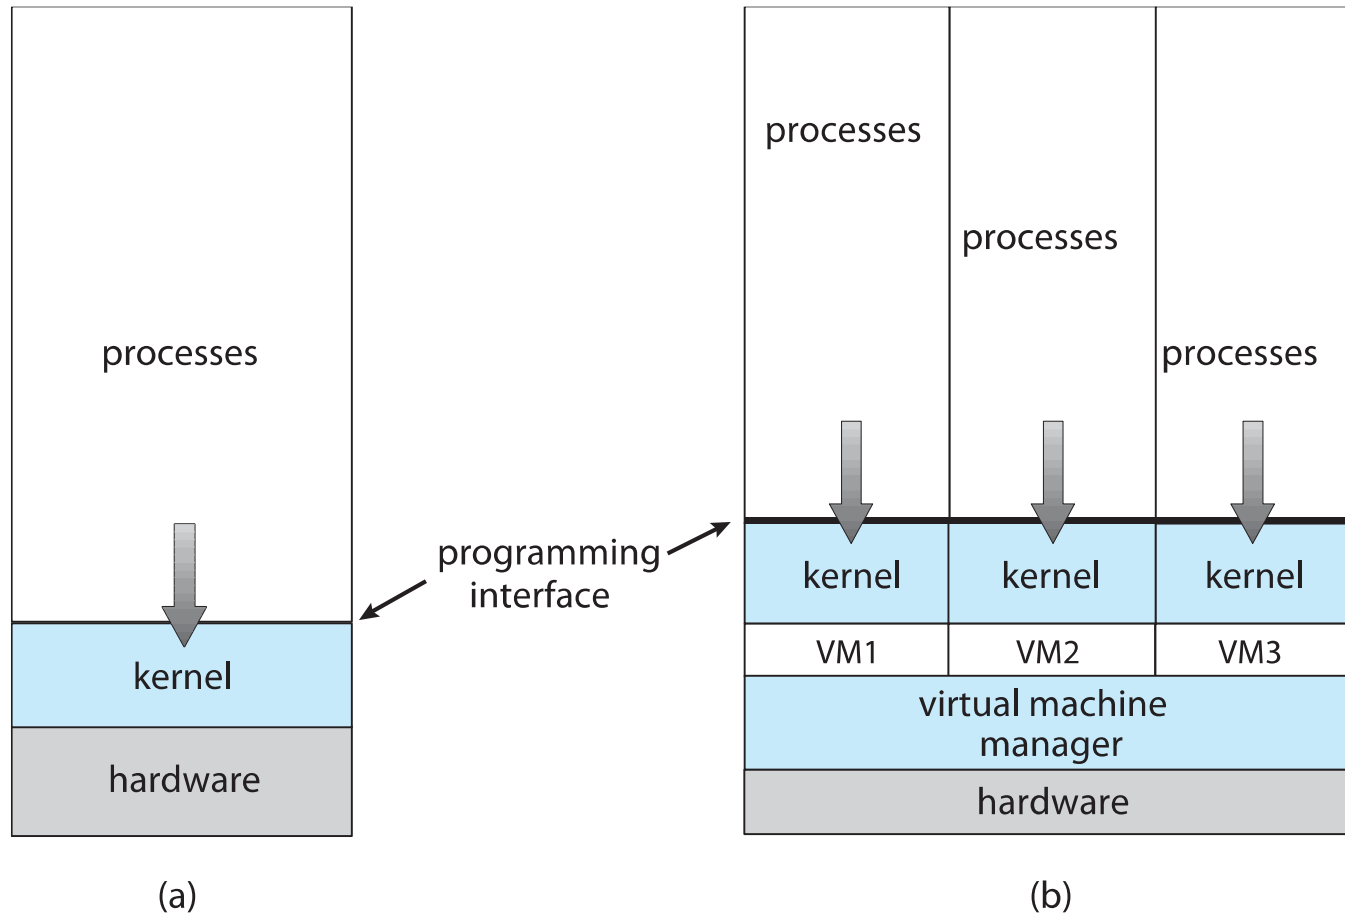 processes
kernel
hardware
(a)
programming
interface
processes
processes
processes
kernel
kernel
kernel
VM1
VM2
VM3
virtual machine
manager
hardware
(b)